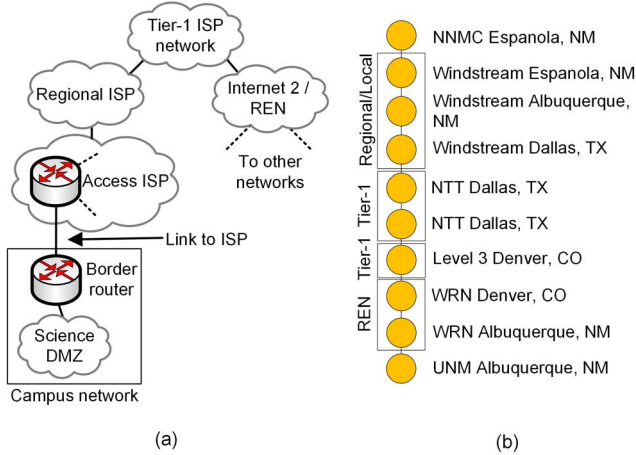 Tier-1 ISP
network
Regional ISP
Internet 2 /
REN
Access ISP
To other
networks
Link to ISP
Border
router
Science
DMZ
Campus network
(a)
NNMC Espanola, NM
Regional/Local
Windstream Espanola, NM
Windstream Albuquerque,
NM
Windstream Dallas, TX
Tier-1
NTT Dallas, TX
NTT Dallas, TX
Tier-1
Level 3 Denver, CO
REN
WRN Denver, CO
WRN Albuquerque, NM
UNM Albuquerque, NM
(b)